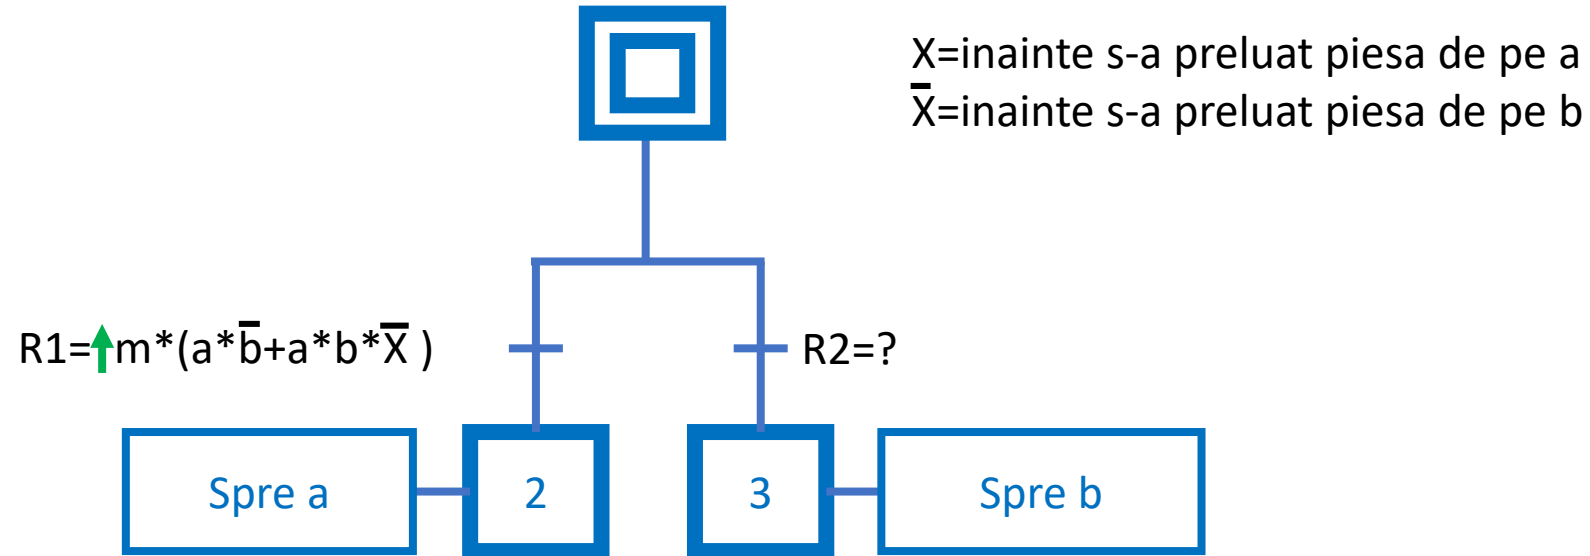 X=inainte s-a preluat piesa de pe a
X̅=inainte s-a preluat piesa de pe b
R1=↑m*(a*b̅+a*b*X̅ )
R2=?
Spre a
2
3
Spre b